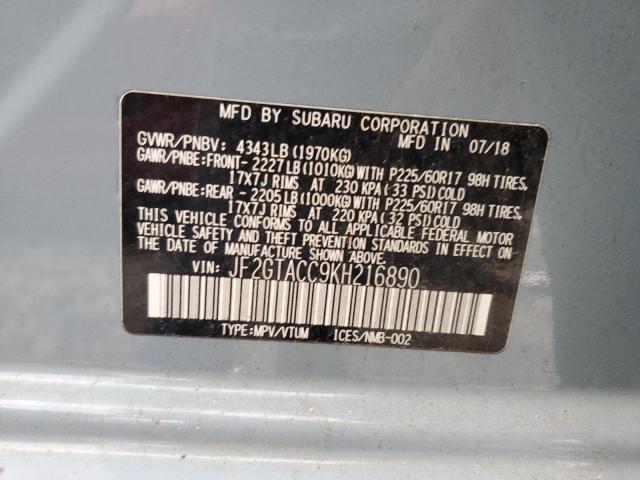 MFD BY SUBARU CORPORATION
GVWR/PNBV: 4343LB(1970KG) MFD IN 07/18
GAWR/PNBE:FRONT- 2227LB(1010KG)WITH P225/60R17 98H TIRES,
17X7J RIMS AT 230 KPA(33 PSI)COLD
GAWR/PNBE:REAR - 2205LB(1000KG)WITH P225/60R17 98H TIRES,
17X7J RIMS AT 220 KPA(32 PSI)COLD
THIS VEHICLE CONFORMS TO ALL APPLICABLE FEDERAL MOTOR
VEHICLE SAFETY AND THEFT PREVENTION STANDARDS IN EFFECT ON
THE DATE OF MANUFACTURE SHOWN ABOVE.
VIN: JF2GTACC9KH216890
TYPE:MPV/VTUM ICES/NMB-002